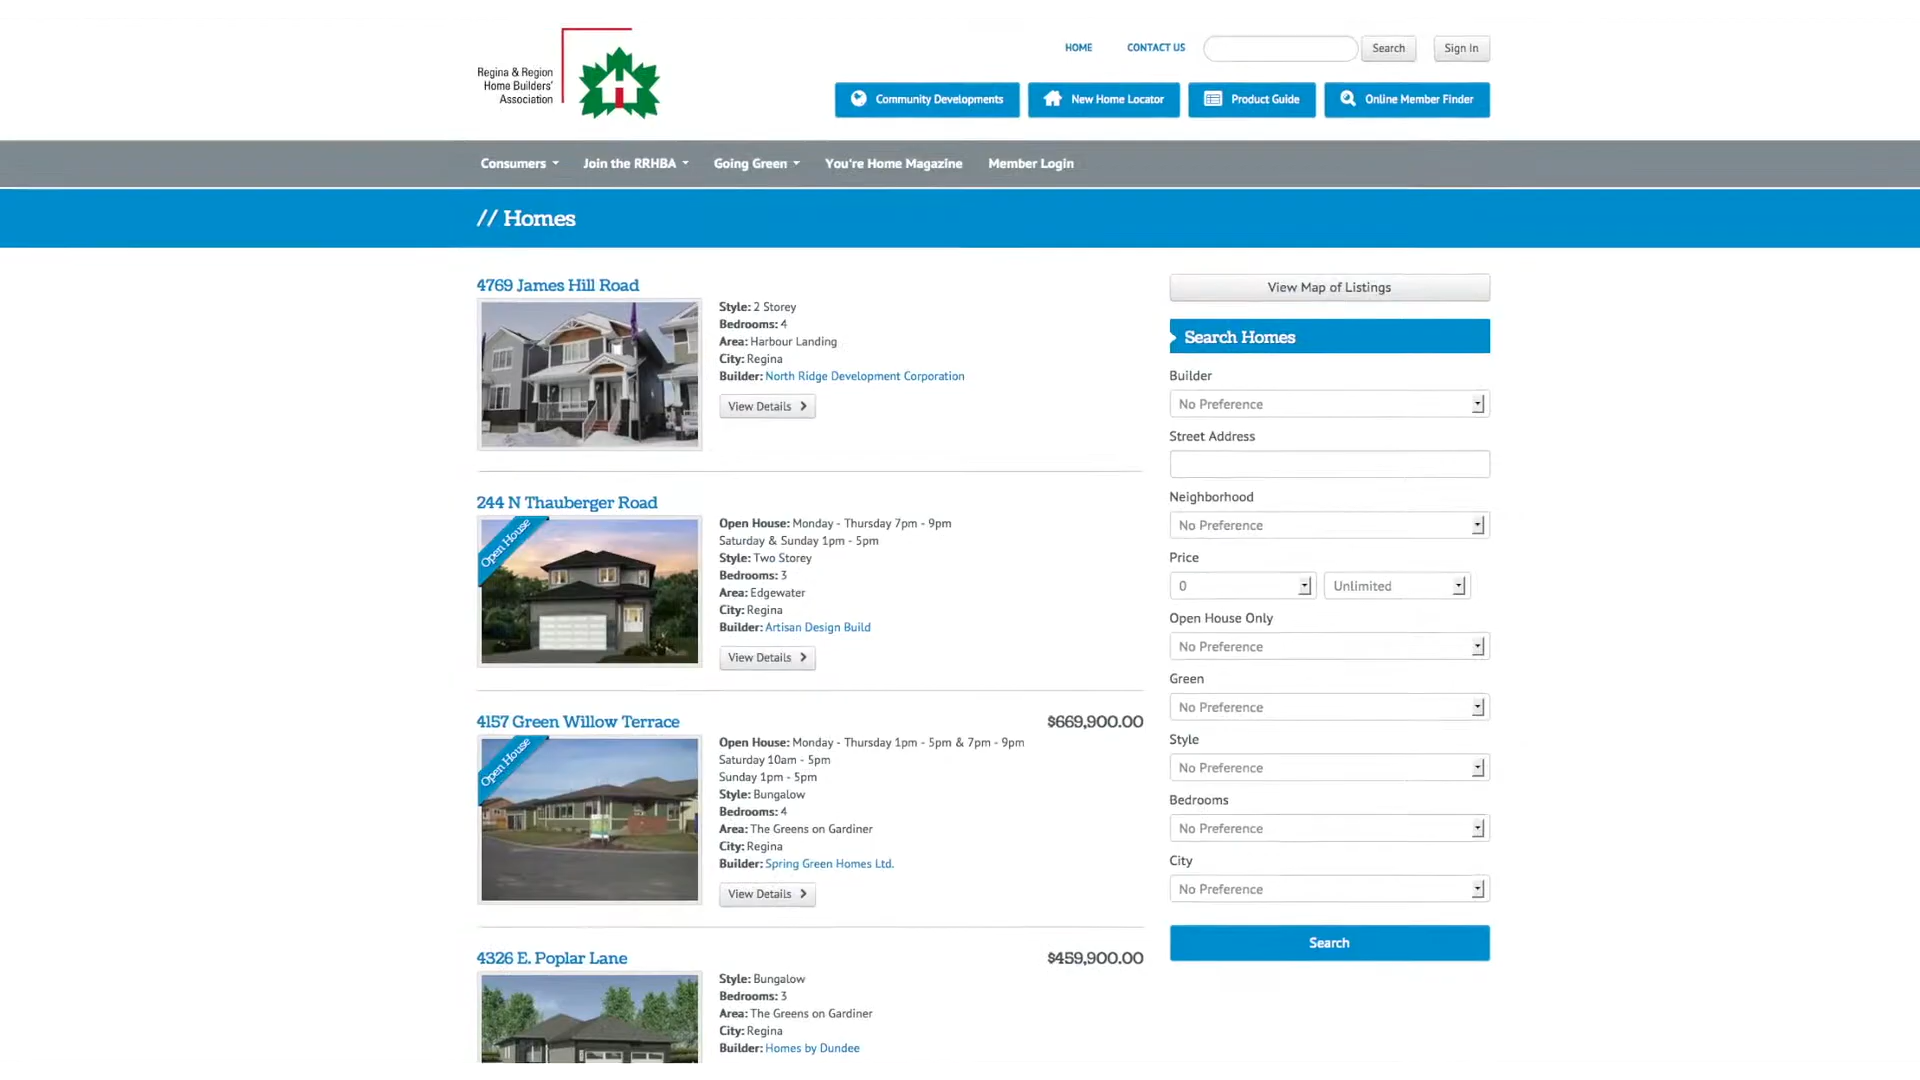 Regina & Region
Home Builders'
Association
HOME
CONTACT US
Search
Sign In
Community Developments
New Home Locator
Product Guide
Online Member Finder
Consumers
Join the RRHBA
Going Green
You're Home Magazine
Member Login
// Homes
4769 James Hill Road
Style: 2 Storey
Bedrooms: 4
Area: Harbour Landing
City: Regina
Builder: North Ridge Development Corporation
View Details
244 N Thauberger Road
Open House
Open House: Monday - Thursday 7pm - 9pm
Saturday & Sunday 1pm - 5pm
Style: Two Storey
Bedrooms: 3
Area: Edgewater
City: Regina
Builder: Artisan Design Build
View Details
4157 Green Willow Terrace
$669,900.00
Open House
Open House: Monday - Thursday 1pm - 5pm & 7pm - 9pm
Saturday 10am - 5pm
Sunday 1pm - 5pm
Style: Bungalow
Bedrooms: 4
Area: The Greens on Gardiner
City: Regina
Builder: Spring Green Homes Ltd.
View Details
4326 E. Poplar Lane
$459,900.00
Style: Bungalow
Bedrooms: 3
Area: The Greens on Gardiner
City: Regina
Builder: Homes by Dundee
View Map of Listings
Search Homes
Builder
No Preference
Street Address
Neighborhood
No Preference
Price
0
Unlimited
Open House Only
No Preference
Green
No Preference
Style
No Preference
Bedrooms
No Preference
City
No Preference
Search